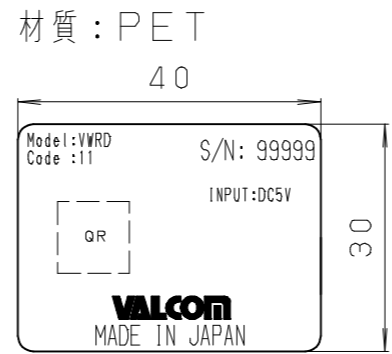 材質：PET
40
Model:VWRD
Code :11
S/N: 99999
INPUT:DC5V
QR
30
VALCOM
MADE IN JAPAN